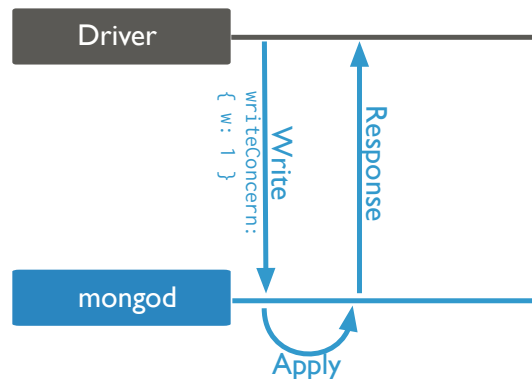 Driver
Write
writeConcern:
{ w: 1 }
Response
mongod
Apply